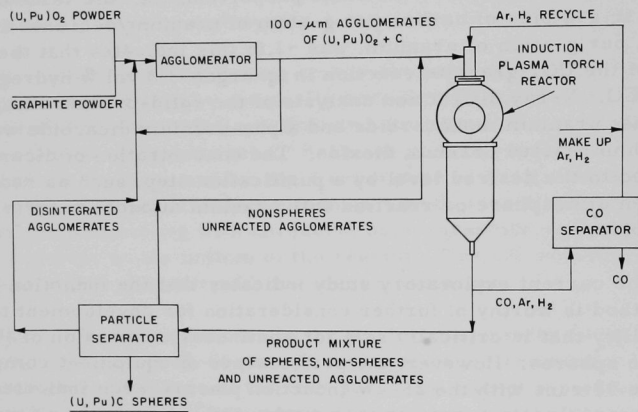 (U, Pu)O2 POWDER
GRAPHITE POWDER
AGGLOMERATOR
100-μm AGGLOMERATES
OF (U, Pu)O2 + C
Ar, H2 RECYCLE
INDUCTION
PLASMA TORCH
REACTOR
MAKE UP
Ar, H2
CO
SEPARATOR
CO
CO, Ar, H2
DISINTEGRATED
AGGLOMERATES
NONSPHERES
UNREACTED AGGLOMERATES
PARTICLE
SEPARATOR
PRODUCT MIXTURE
OF SPHERES, NON-SPHERES
AND UNREACTED AGGLOMERATES
(U, Pu)C SPHERES